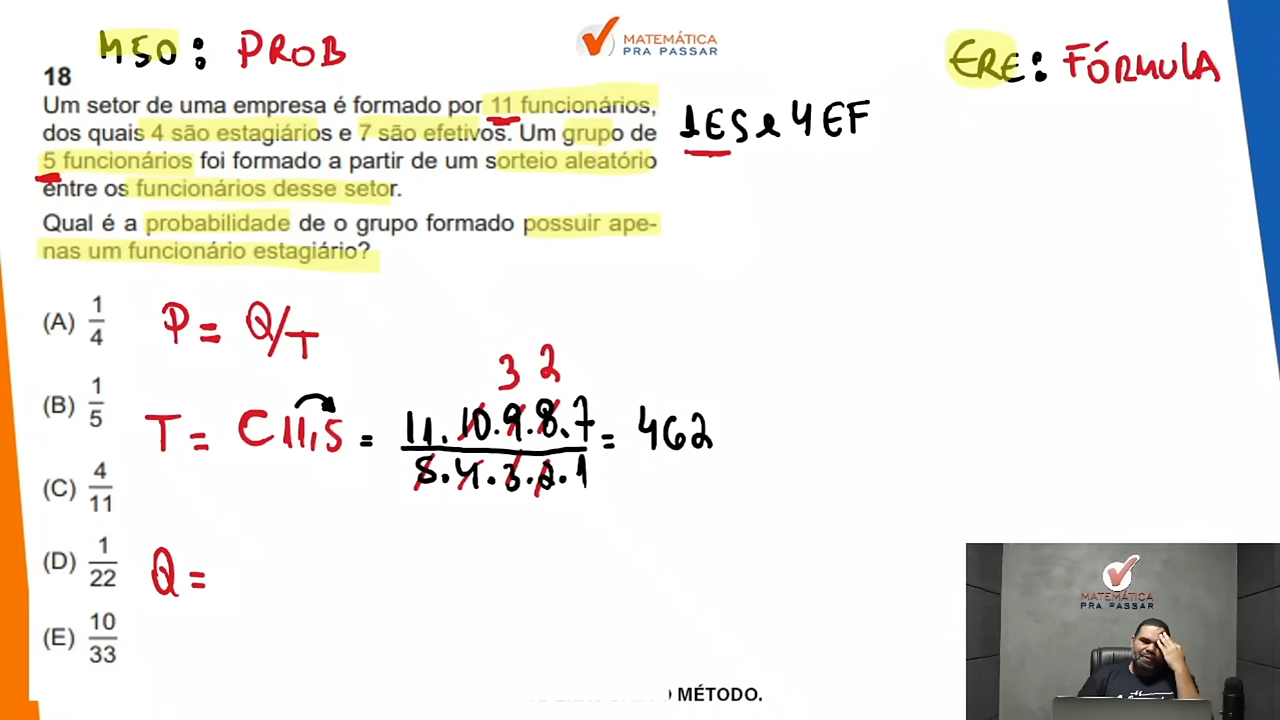 M50: PROB
MATEMÁTICA
PRA PASSAR
ERE: FÓRMULA
18
Um setor de uma empresa é formado por 11 funcionários,
dos quais 4 são estagiários e 7 são efetivos. Um grupo de
5 funcionários foi formado a partir de um sorteio aleatório
entre os funcionários desse setor.
1ES e 4EF
Qual é a probabilidade de o grupo formado possuir ape-
nas um funcionário estagiário?
(A) 1/4
(B) 1/5
(C) 4/11
(D) 1/22
(E) 10/33
P = Q/T
3 2
T = C11,5 = 11.10.9.8.7 / 5.4.3.2.1 = 462
Q =
MATEMÁTICA
PRA PASSAR
MÉTODO.